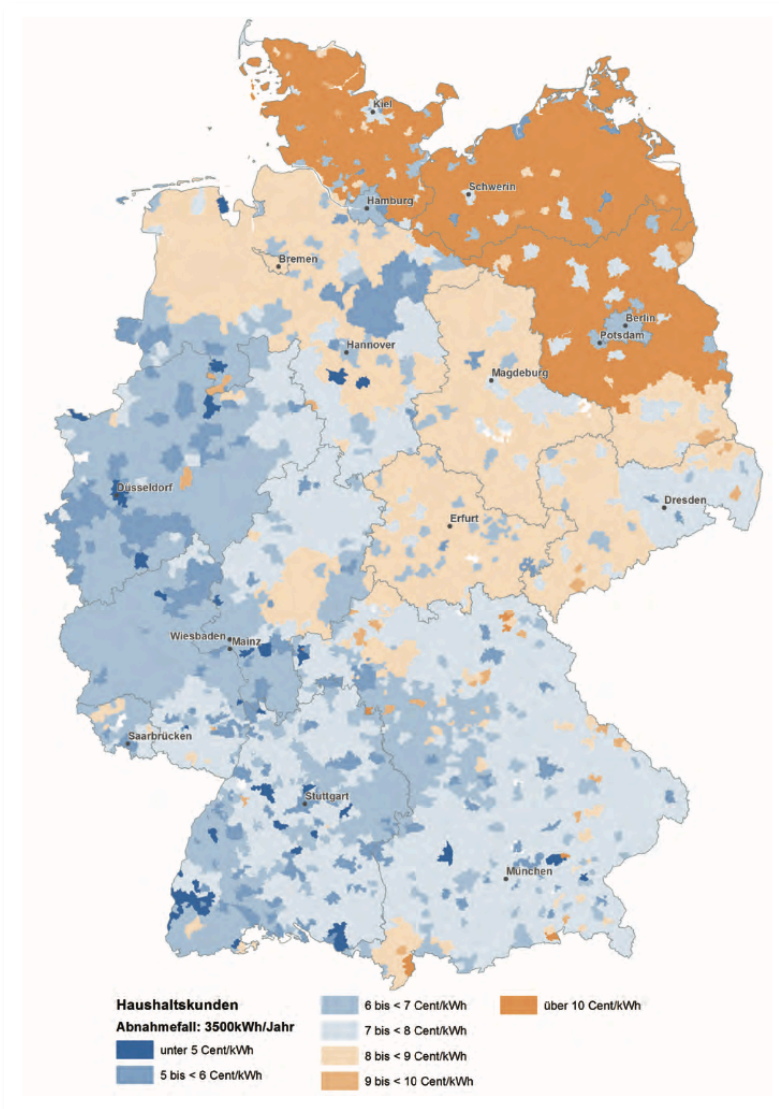 Kiel
Schwerin
Hamburg
Bremen
Berlin
Potsdam
Hannover
Magdeburg
Düsseldorf
Dresden
Erfurt
Wiesbaden
Mainz
Saarbrücken
Stuttgart
München
Haushaltskunden
Abnahmefall: 3500kWh/Jahr
unter 5 Cent/kWh
5 bis < 6 Cent/kWh
6 bis < 7 Cent/kWh
7 bis < 8 Cent/kWh
8 bis < 9 Cent/kWh
9 bis < 10 Cent/kWh
über 10 Cent/kWh